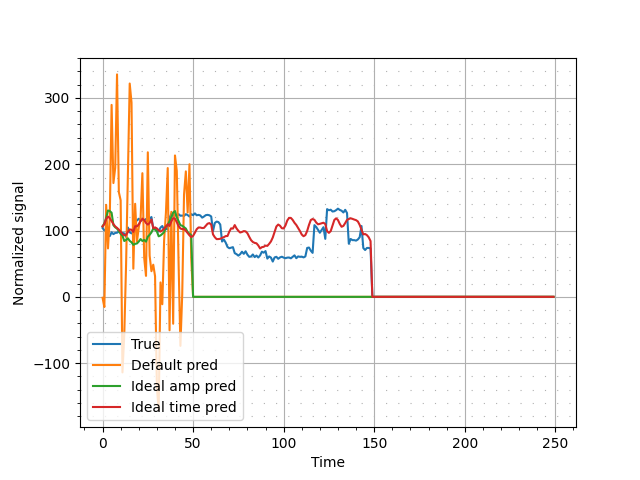 300
200
100
0
−100
Normalized signal
True
Default pred
Ideal amp pred
Ideal time pred
0 50 100 150 200 250
Time